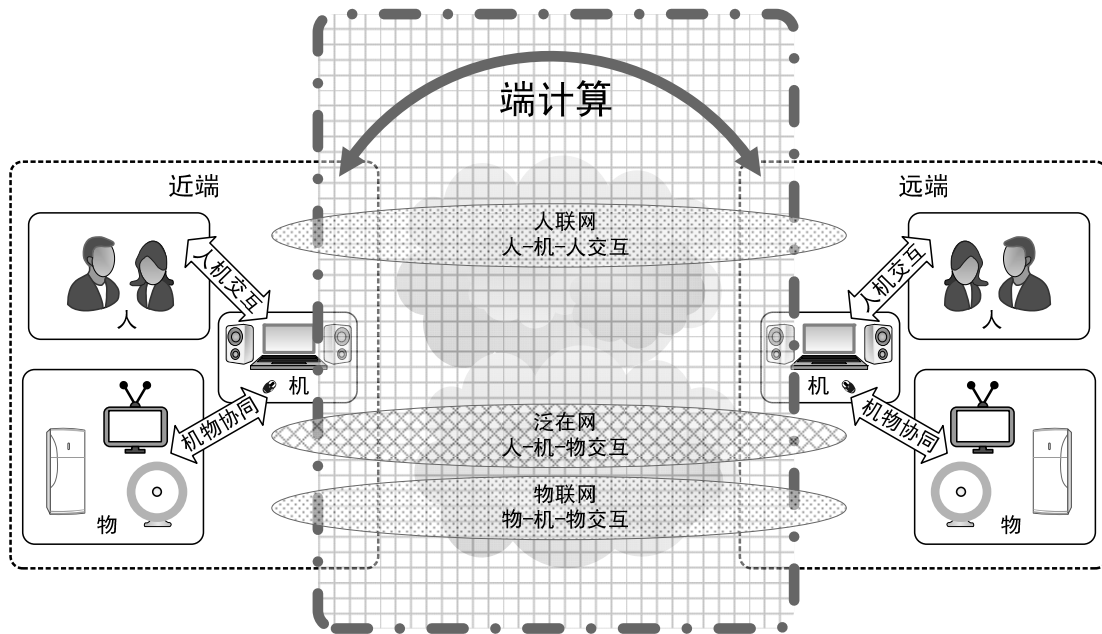 端计算
近端
远端
人联网
人-机-人交互
人机交互
人机交互
人
人
机
机
机物协同
机物协同
泛在网
人-机-物交互
物联网
物-机-物交互
物
物